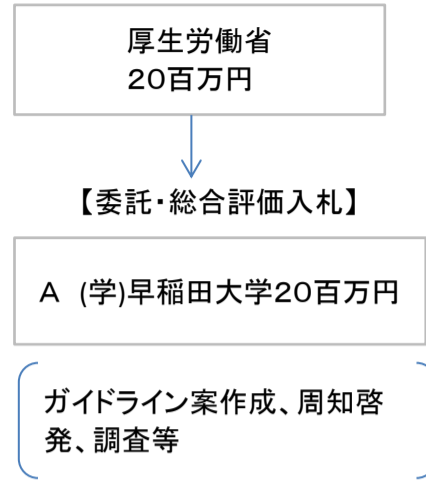 厚生労働省
20百万円
【委託・総合評価入札】
A (学)早稲田大学20百万円
ガイドライン案作成、周知啓
発、調査等